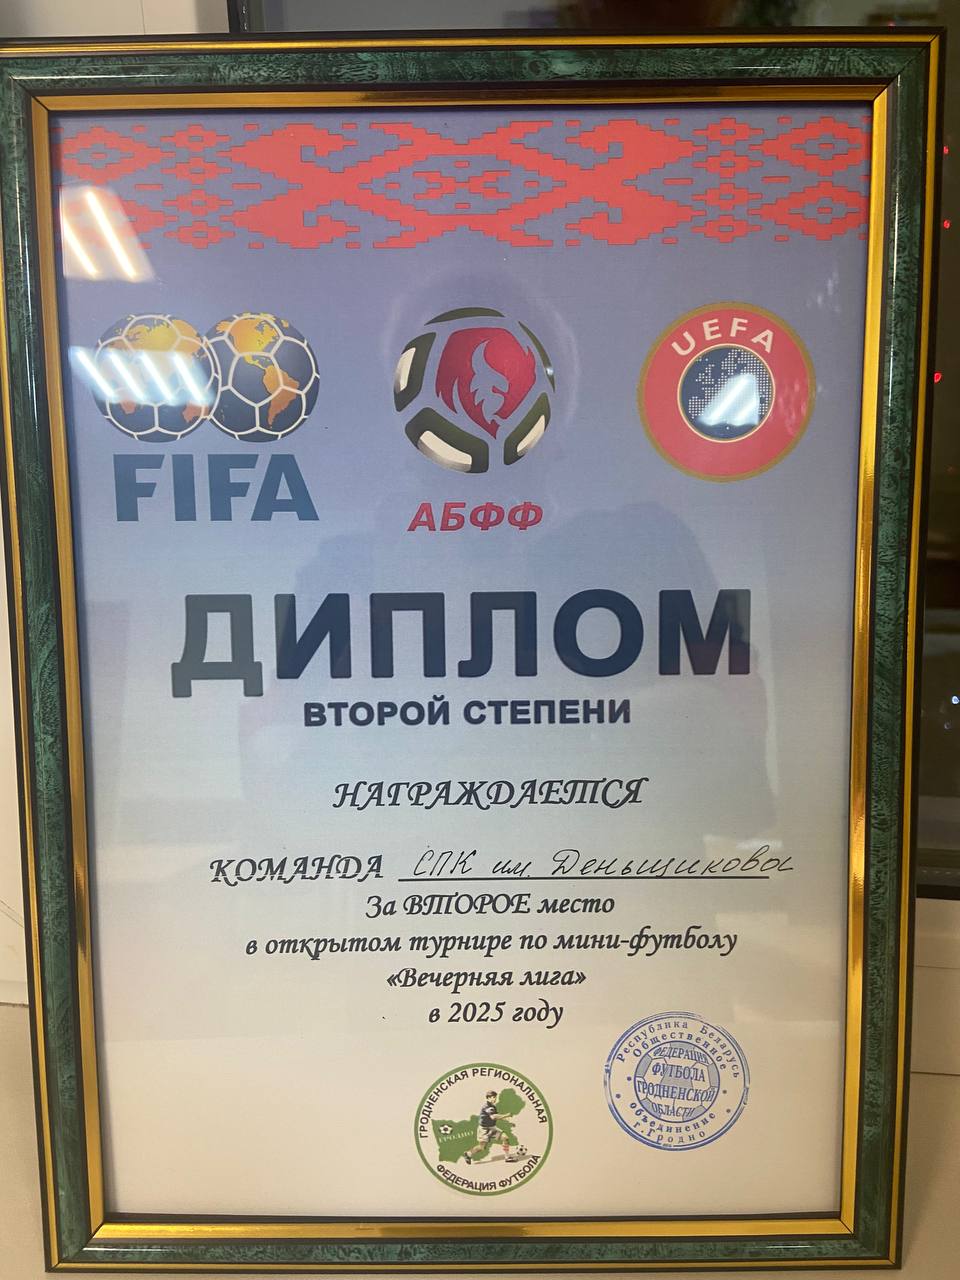 FIFA
АБФФ
UEFA
ДИПЛОМ
ВТОРОЙ СТЕПЕНИ
НАГРАЖДАЕТСЯ
КОМАНДА СПК им. Деньщикова
За ВТОРОЕ место
в открытом турнире по мини-футболу
«Вечерняя лига»
в 2025 году
ГРОДНЕНСКАЯ РЕГИОНАЛЬНАЯ
ГРОДНО
ФЕДЕРАЦИЯ ФУТБОЛА
Республика Беларусь
Общественное
ФЕДЕРАЦИЯ
ФУТБОЛА
ГРОДНЕНСКОЙ
ОБЛАСТИ
объединение
г.Гродно